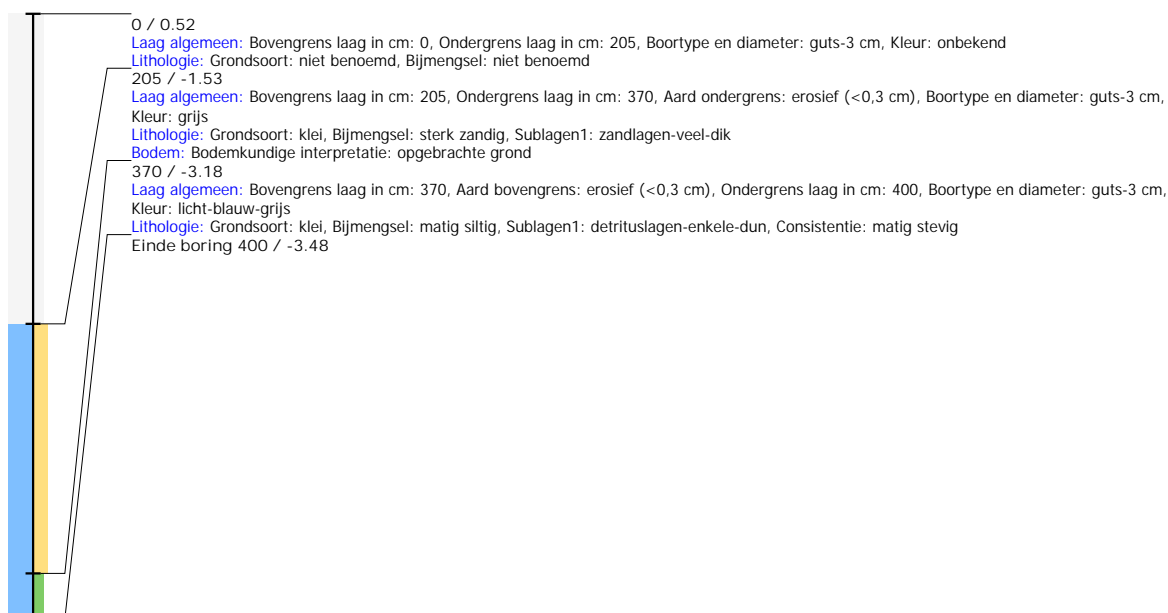 0 / 0.52
Laag algemeen: Bovengrens laag in cm: 0, Ondergrens laag in cm: 205, Boortype en diameter: guts-3 cm, Kleur: onbekend
Lithologie: Grondsoort: niet benoemd, Bijmengsel: niet benoemd
205 / -1.53
Laag algemeen: Bovengrens laag in cm: 205, Ondergrens laag in cm: 370, Aard ondergrens: erosief (<0,3 cm), Boortype en diameter: guts-3 cm,
Kleur: grijs
Lithologie: Grondsoort: klei, Bijmengsel: sterk zandig, Sublagen1: zandlagen-veel-dik
Bodem: Bodemkundige interpretatie: opgebrachte grond
370 / -3.18
Laag algemeen: Bovengrens laag in cm: 370, Aard bovengrens: erosief (<0,3 cm), Ondergrens laag in cm: 400, Boortype en diameter: guts-3 cm,
Kleur: licht-blauw-grijs
Lithologie: Grondsoort: klei, Bijmengsel: matig siltig, Sublagen1: detrituslagen-enkele-dun, Consistentie: matig stevig
Einde boring 400 / -3.48